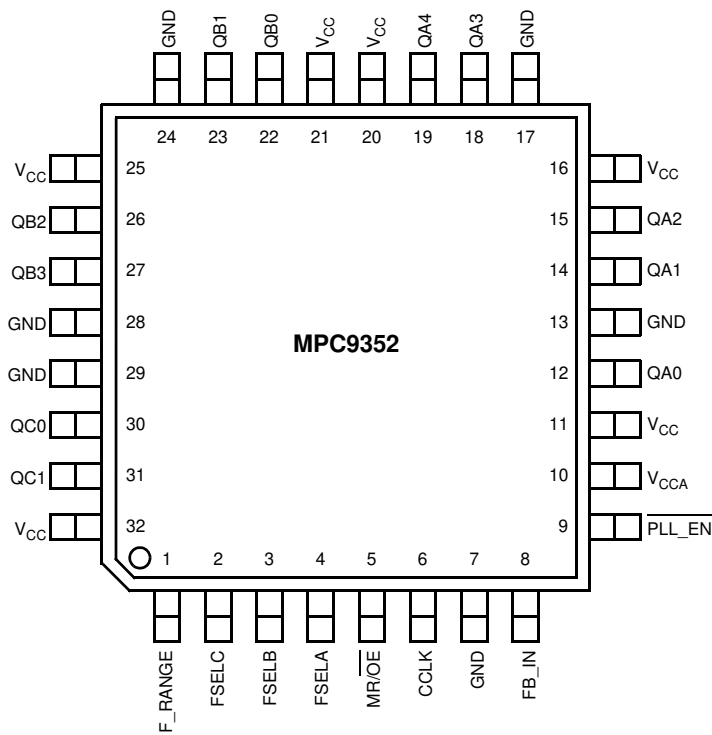 GND QB1 QB0 VCC VCC QA4 QA3 GND
24 23 22 21 20 19 18 17
VCC 25 16 VCC
QB2 26 15 QA2
QB3 27 14 QA1
GND 28 13 GND
MPC9352
GND 29 12 QA0
QC0 30 11 VCC
QC1 31 10 VCCA
VCC 32 9 PLL_EN
1 2 3 4 5 6 7 8
F_RANGE FSELC FSELB FSELA MR/OE CCLK GND FB_IN